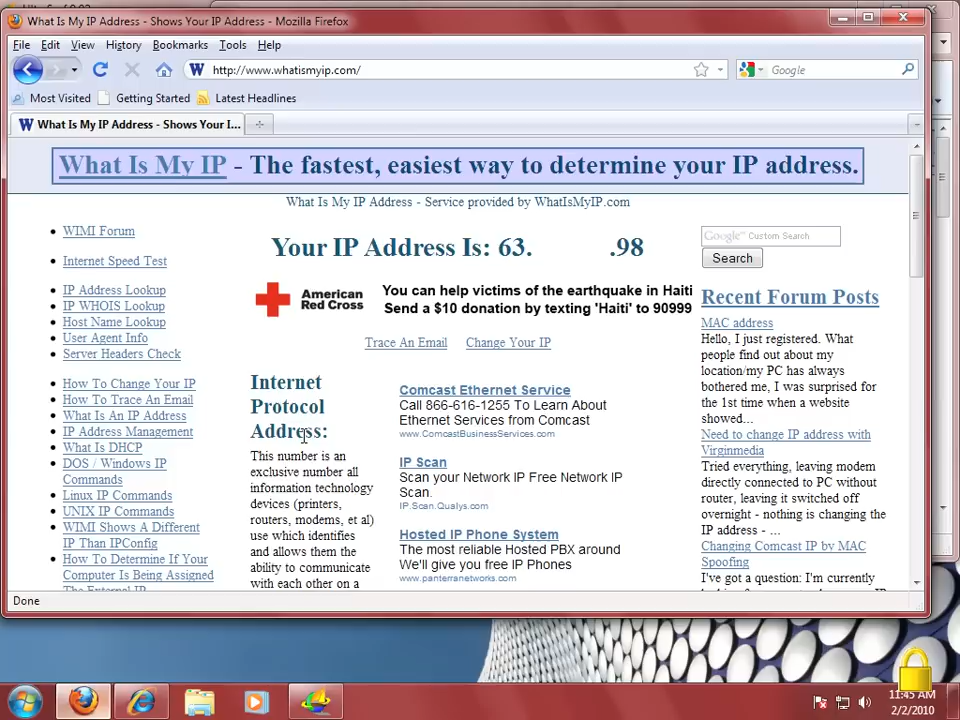 What Is My IP Address - Shows Your IP Address - Mozilla Firefox
File Edit View History Bookmarks Tools Help
http://www.whatismyip.com/
Google
Most Visited Getting Started Latest Headlines
What Is My IP Address - Shows Your I...
What Is My IP - The fastest, easiest way to determine your IP address.
What Is My IP Address - Service provided by WhatIsMyIP.com
WIMI Forum
Internet Speed Test
IP Address Lookup
IP WHOIS Lookup
Host Name Lookup
User Agent Info
Server Headers Check
How To Change Your IP
How To Trace An Email
What Is An IP Address
IP Address Management
What Is DHCP
DOS / Windows IP
Commands
Linux IP Commands
UNIX IP Commands
WIMI Shows A Different
IP Than IPConfig
How To Determine If Your
Computer Is Being Assigned
Your IP Address Is: 63. .98
American
Red Cross
You can help victims of the earthquake in Haiti
Send a $10 donation by texting 'Haiti' to 90999
Trace An Email Change Your IP
Internet
Protocol
Address:
This number is an
exclusive number all
information technology
devices (printers,
routers, modems, et al)
use which identifies
and allows them the
ability to communicate
with each other on a
Comcast Ethernet Service
Call 866-616-1255 To Learn About
Ethernet Services from Comcast
www.ComcastBusinessServices.com
IP Scan
Scan your Network IP Free Network IP
Scan.
IP.Scan.Qualys.com
Hosted IP Phone System
The most reliable Hosted PBX around
We'll give you free IP Phones
www.panterranetworks.com
Google Custom Search
Search
Recent Forum Posts
MAC address
Hello, I just registered. What
people find out about my
location/my PC has always
bothered me, I was surprised for
the 1st time when a website
showed...
Need to change IP address with
Virginmedia
Tried everything, leaving modem
directly connected to PC without
router, leaving it switched off
overnight - nothing is changing the
IP address - ...
Changing Comcast IP by MAC
Spoofing
I've got a question: I'm currently
Done
11:45 AM
2/2/2010